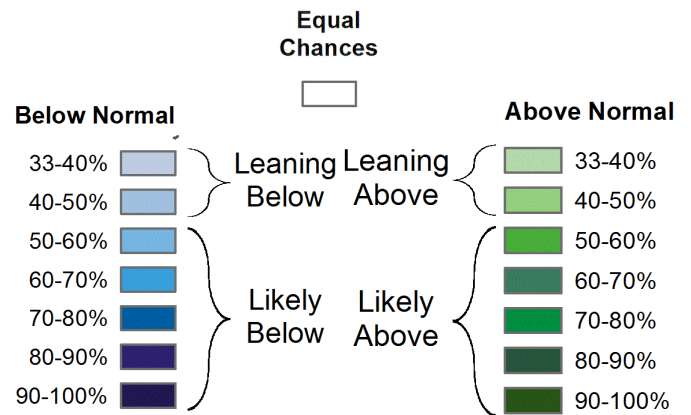 Equal
Chances
Below Normal
33-40%
40-50%
50-60%
60-70%
70-80%
80-90%
90-100%
Leaning
Below
Likely
Below
Leaning
Above
Likely
Above
Above Normal
33-40%
40-50%
50-60%
60-70%
70-80%
80-90%
90-100%